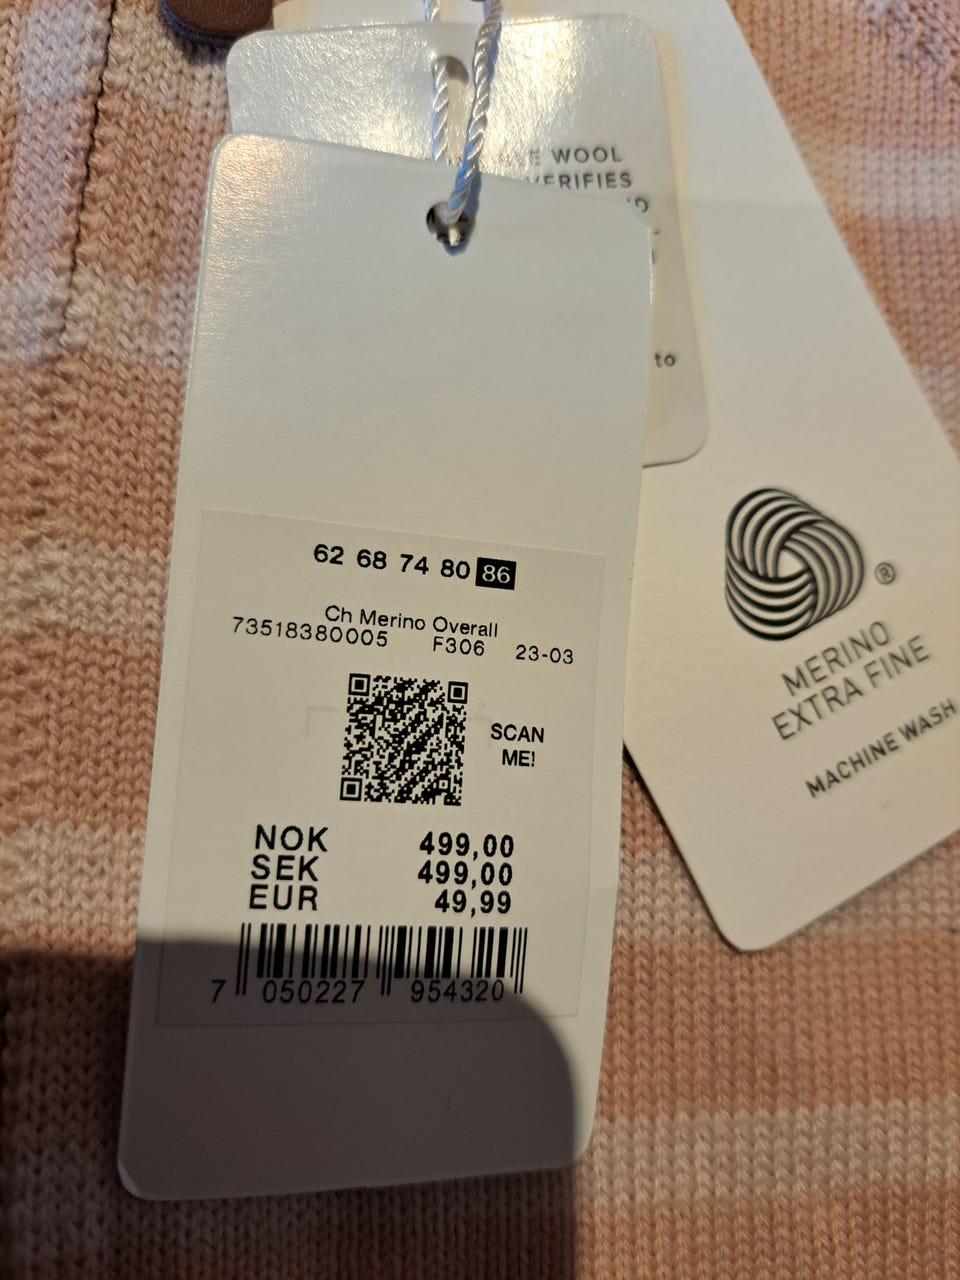 WOOL
VERIFIES
to
62 68 74 80 86
Ch Merino Overall
73518380005 F306 23-03
SCAN
ME!
NOK 499,00
SEK 499,00
EUR 49,99
7 050227 954320
®
MERINO
EXTRA FINE
MACHINE WASH